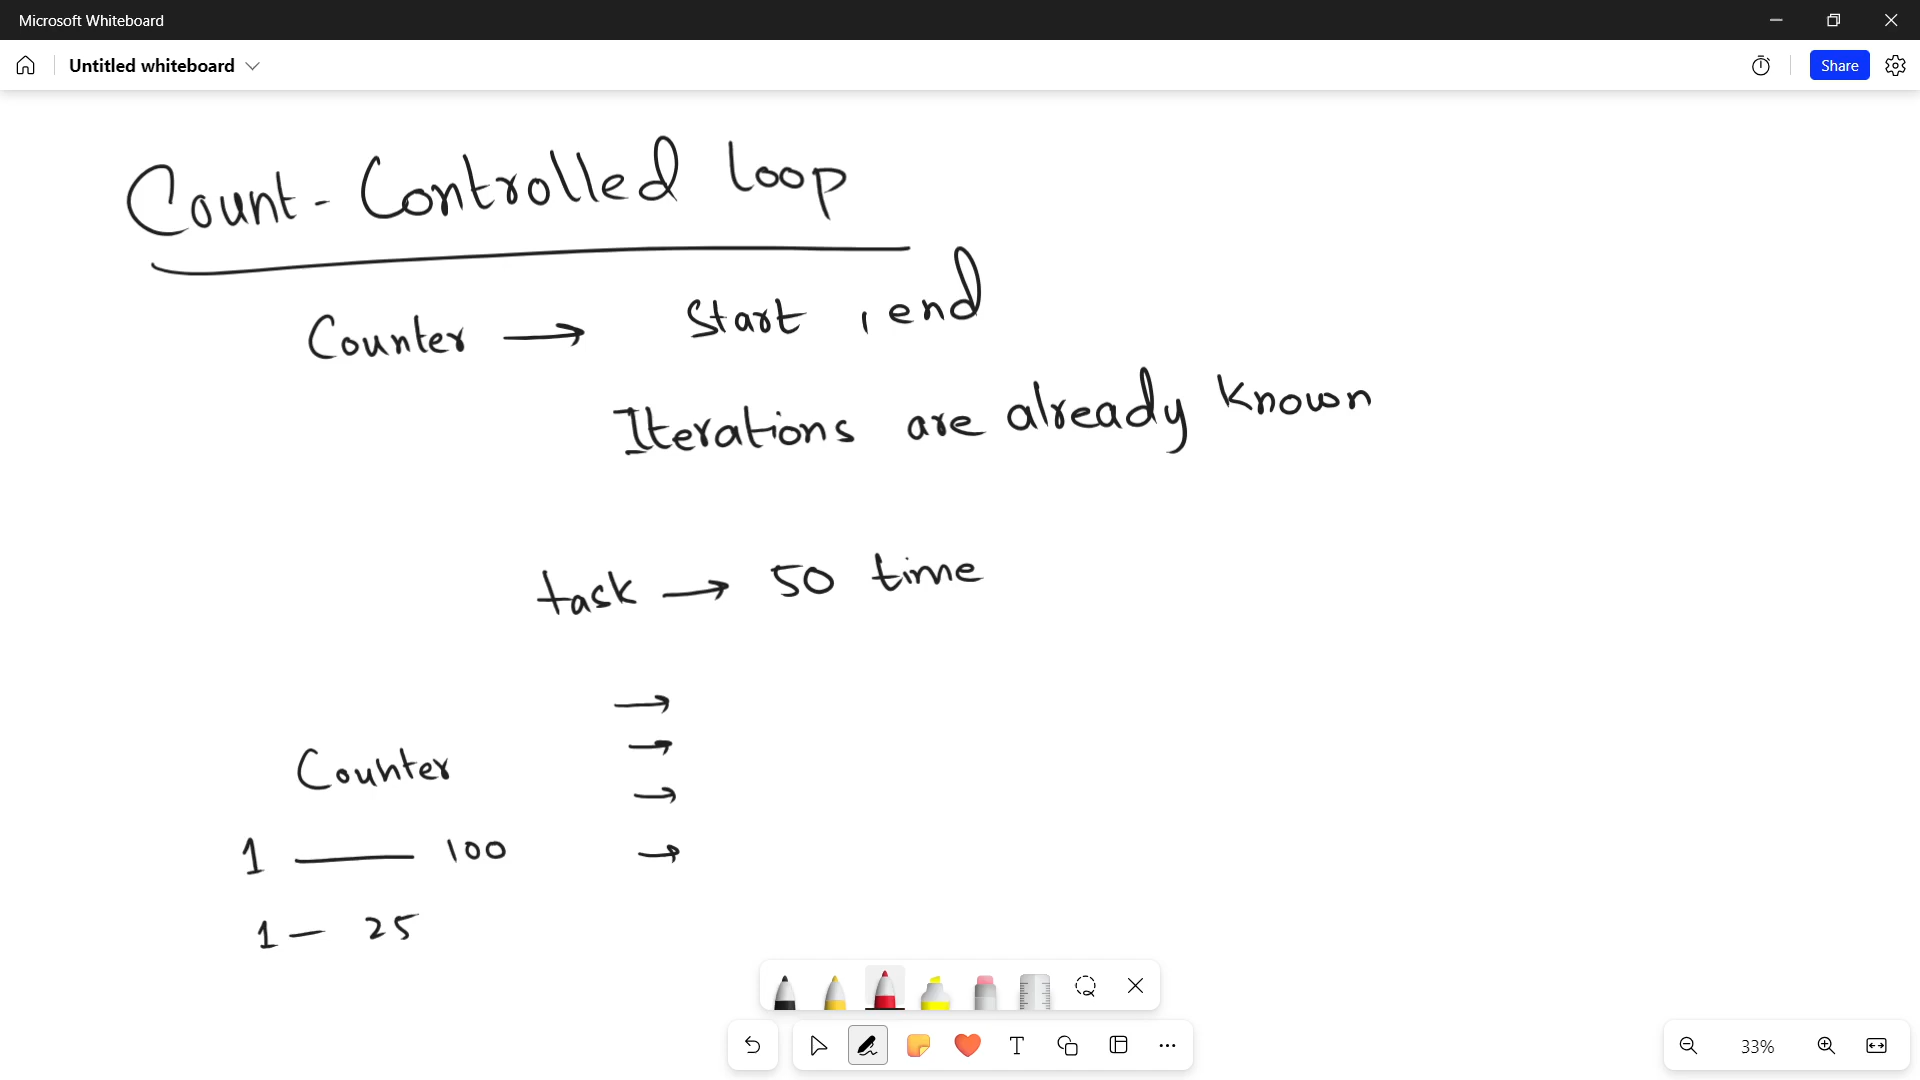 Microsoft Whiteboard
Untitled whiteboard
Share
Count-Controlled loop
Counter → Start , end
Iterations are already known
task → 50 time
→
→
Counter
→
1 — 100 →
1 — 25
33%